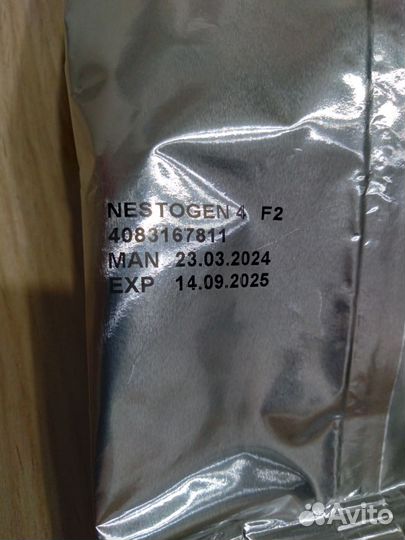 NESTOGEN 4 F2
4083167811
MAN 23.03.2024
EXP 14.09.2025
Avito